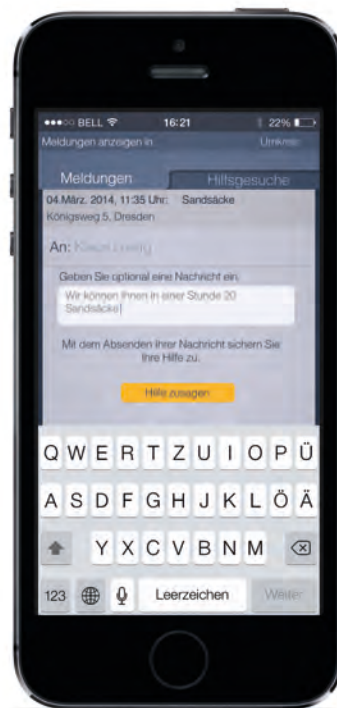 BELL 16:21 22%
Meldungen anzeigen in Umkreis
Meldungen Hilfsgesuche
04.März. 2014, 11:35 Uhr: Sandsäcke
Königsweg 5, Dresden
An:
Geben Sie optional eine Nachricht ein.
Wir können Ihnen in einer Stunde 20
Sandsäcke
Mit dem Absenden Ihrer Nachricht sichern Sie
Ihre Hilfe zu.
Hilfe zusagen
Q W E R T Z U I O P Ü
A S D F G H J K L Ö Ä
Y X C V B N M
123 Leerzeichen Weiter